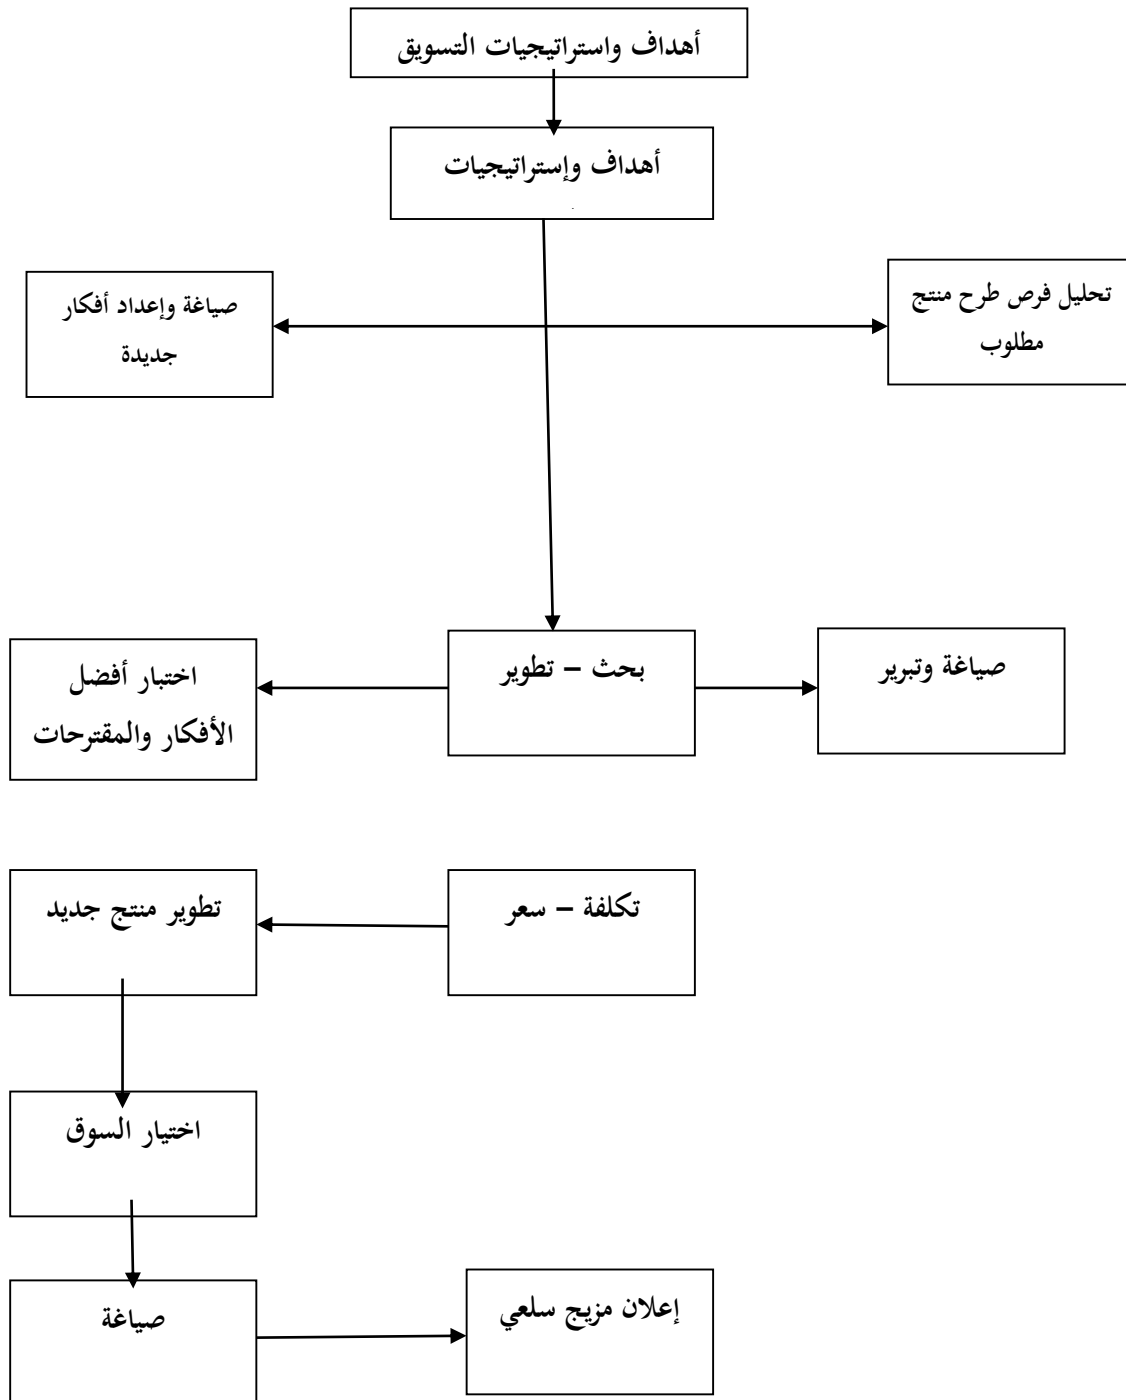 أهداف واستراتيجيات التسويق
أهداف وإستراتيجيات
تحليل فرص طرح منتج
مطلوب
صياغة وإعداد أفكار
جديدة
صياغة وتبرير
بحث – تطوير
اختبار أفضل
الأفكار والمقترحات
تكلفة – سعر
تطوير منتج جديد
اختيار السوق
إعلان مزيج سلعي
صياغة